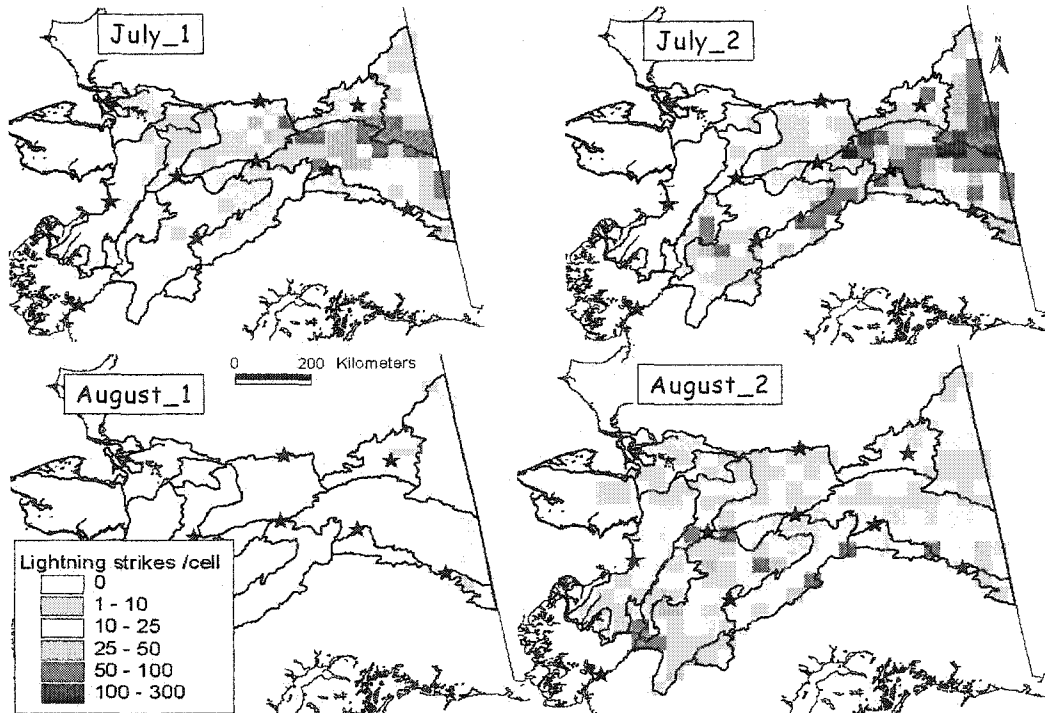 July_1
July_2
N
0 200 Kilometers
August_1
August_2
Lightning strikes /cell
0
1 - 10
10 - 25
25 - 50
50 - 100
100 - 300